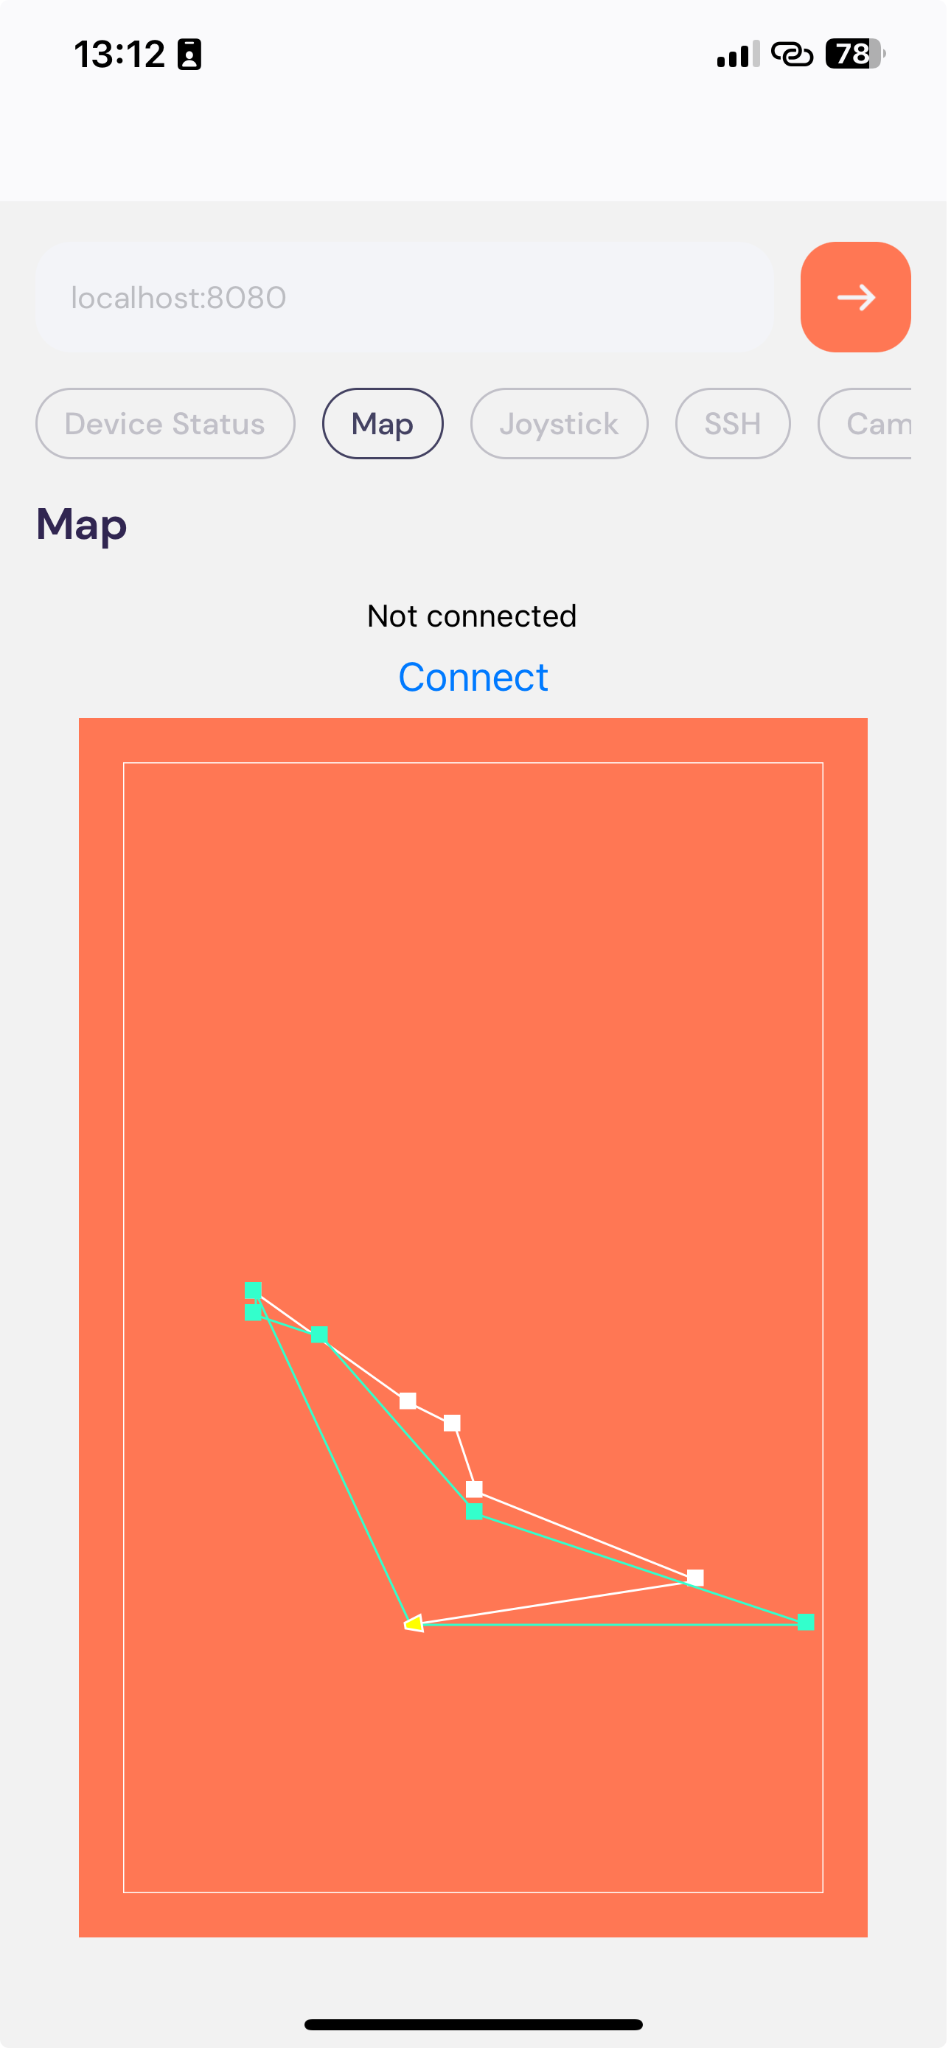 13:12
78
localhost:8080
Device Status Map Joystick SSH Cam
Map
Not connected
Connect